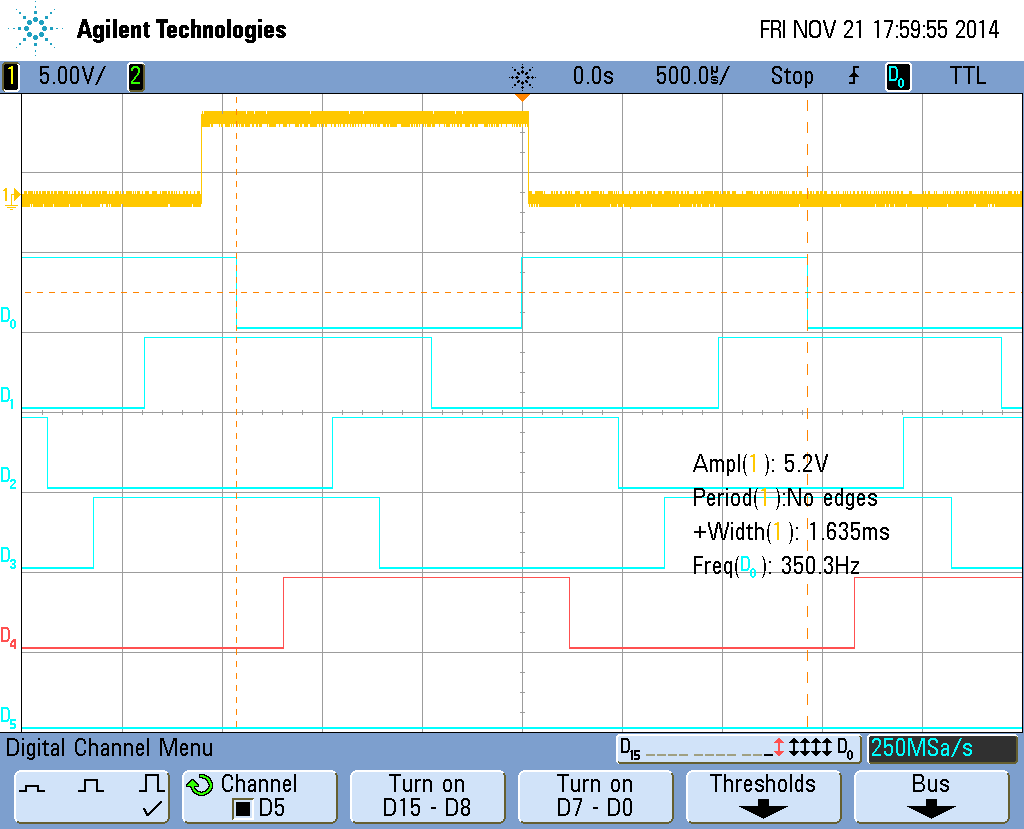 Agilent Technologies
FRI NOV 21 17:59:55 2014
1 5.00V/ 2 0.0s 500.0㎲/ Stop D0 TTL
1
D0
D1
D2
Ampl(1 ): 5.2V
Period(1 ):No edges
+Width(1 ): 1.635ms
Freq(D0 ): 350.3Hz
D3
D4
D5
Digital Channel Menu
D15 D0
250MSa/s
Channel
D5
Turn on
D15 - D8
Turn on
D7 - D0
Thresholds
Bus